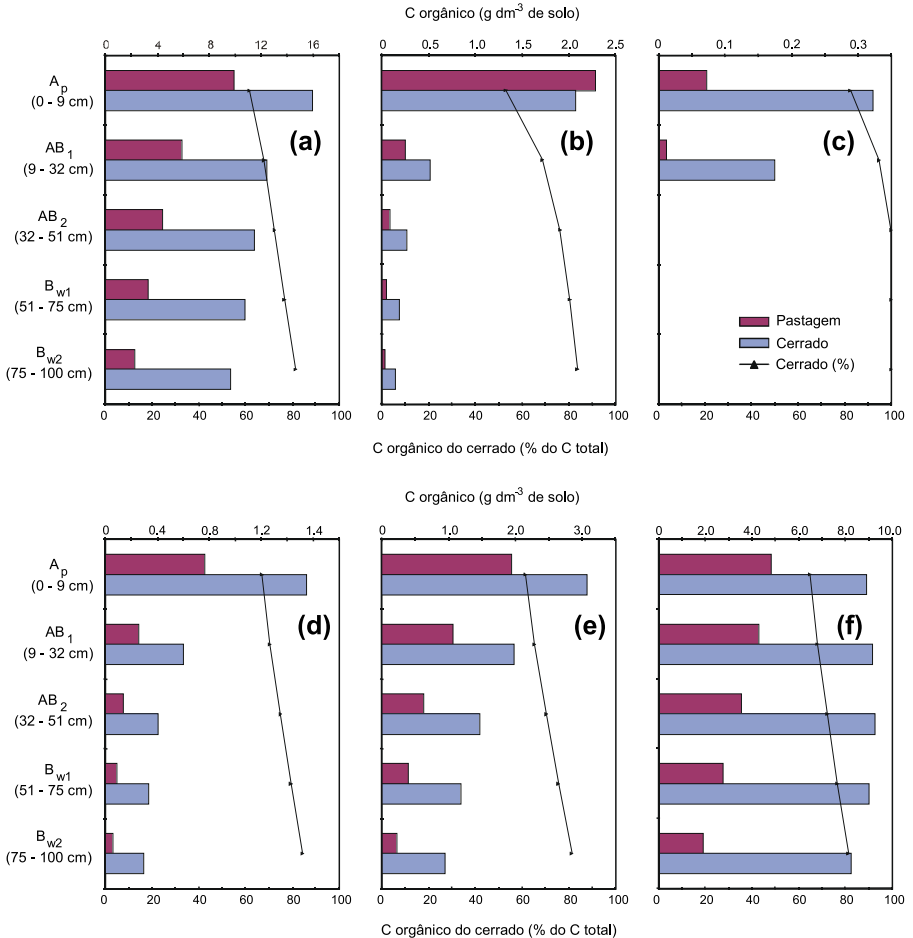 C orgânico (g dm-3 de solo)
0 4 6 12 16
0 0.5 1.0 1.5 2.0 2.5
0 0.1 0.2 0.3
Ap
(0 - 9 cm)
AB1
(9 - 32 cm)
AB2
(32 - 51 cm)
Bw1
(51 - 75 cm)
Bw2
(75 - 100 cm)
(a)
(b)
(c)
Pastagem
Cerrado
Cerrado (%)
0 20 40 60 80 100
0 20 40 60 80 100
0 20 40 60 80 100
C orgânico do cerrado (% do C total)
C orgânico (g dm-3 de solo)
0 0.4 0.8 1.2 1.4
0 1.0 2.0 3.0
0 2.0 4.0 6.0 8.0 10.0
Ap
(0 - 9 cm)
AB1
(9 - 32 cm)
AB2
(32 - 51 cm)
Bw1
(51 - 75 cm)
Bw2
(75 - 100 cm)
(d)
(e)
(f)
0 20 40 60 80 100
0 20 40 60 80 100
0 20 40 60 80 100
C orgânico do cerrado (% do C total)